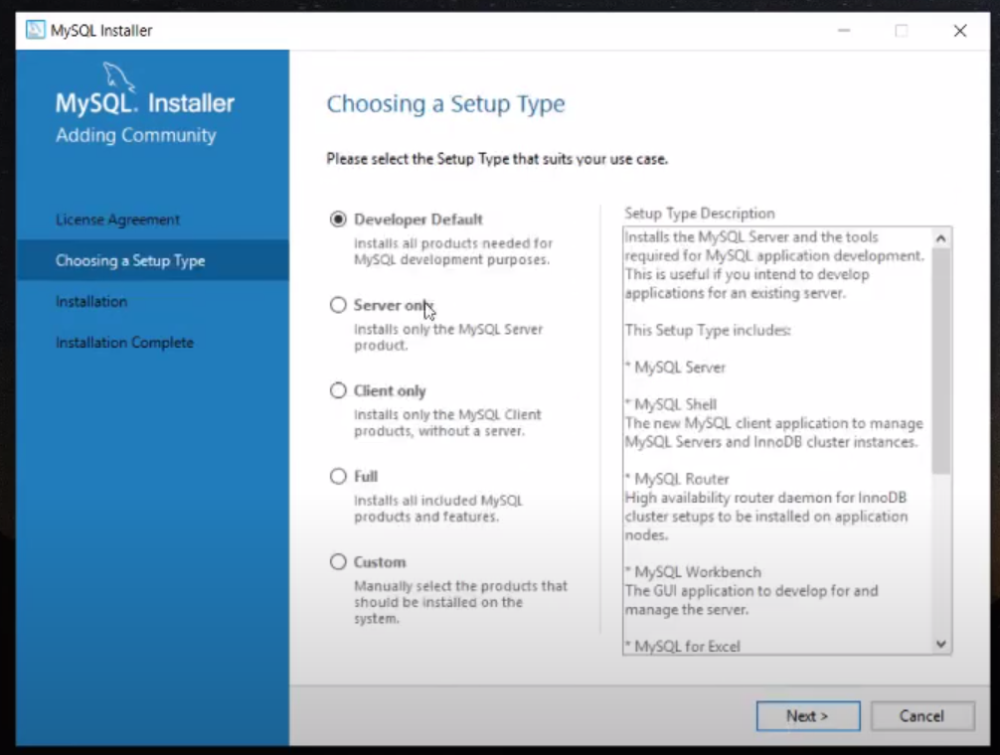 MySQL Installer
MySQL. Installer
Adding Community
License Agreement
Choosing a Setup Type
Installation
Installation Complete
Choosing a Setup Type
Please select the Setup Type that suits your use case.
Developer Default
Installs all products needed for
MySQL development purposes.
Server only
Installs only the MySQL Server
product.
Client only
Installs only the MySQL Client
products, without a server.
Full
Installs all included MySQL
products and features.
Custom
Manually select the products that
should be installed on the
system.
Setup Type Description
Installs the MySQL Server and the tools
required for MySQL application development.
This is useful if you intend to develop
applications for an existing server.
This Setup Type includes:
* MySQL Server
* MySQL Shell
The new MySQL client application to manage
MySQL Servers and InnoDB cluster instances.
* MySQL Router
High availability router daemon for InnoDB
cluster setups to be installed on application
nodes.
* MySQL Workbench
The GUI application to develop for and
manage the server.
* MySQL for Excel
Next >
Cancel